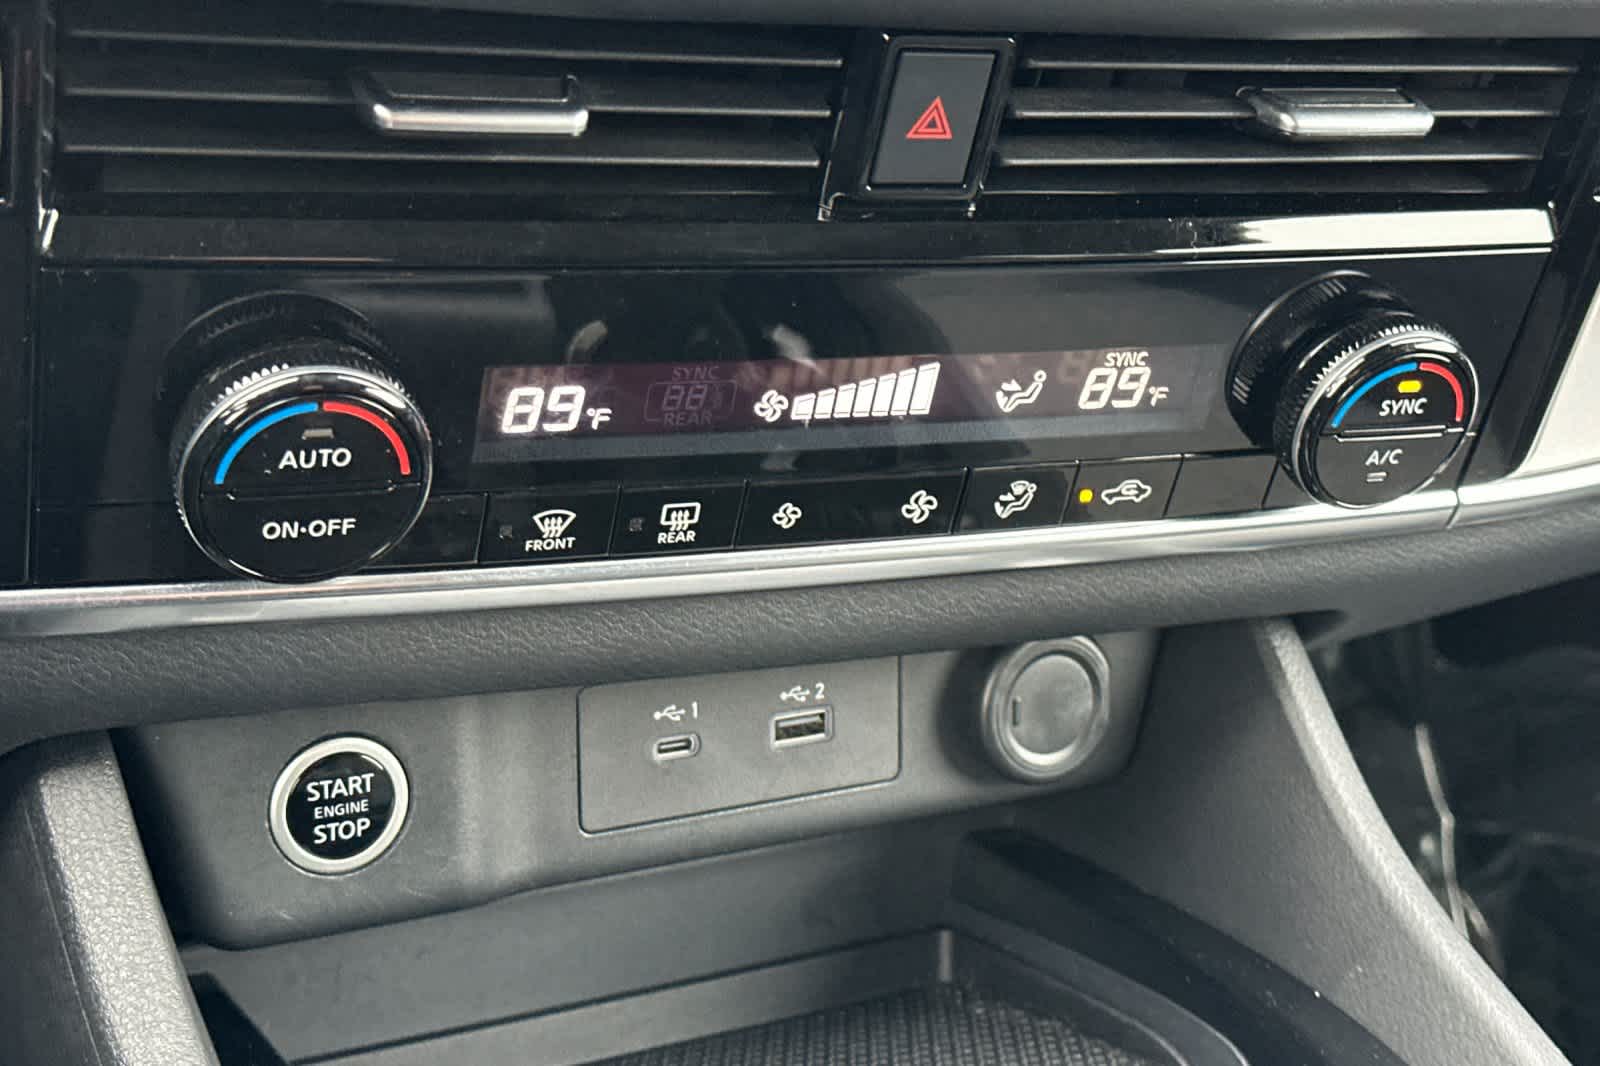 SYNC
89°F
88
REAR
SYNC
89°F
AUTO
ON·OFF
SYNC
A/C
FRONT
REAR
1
2
START
ENGINE
STOP